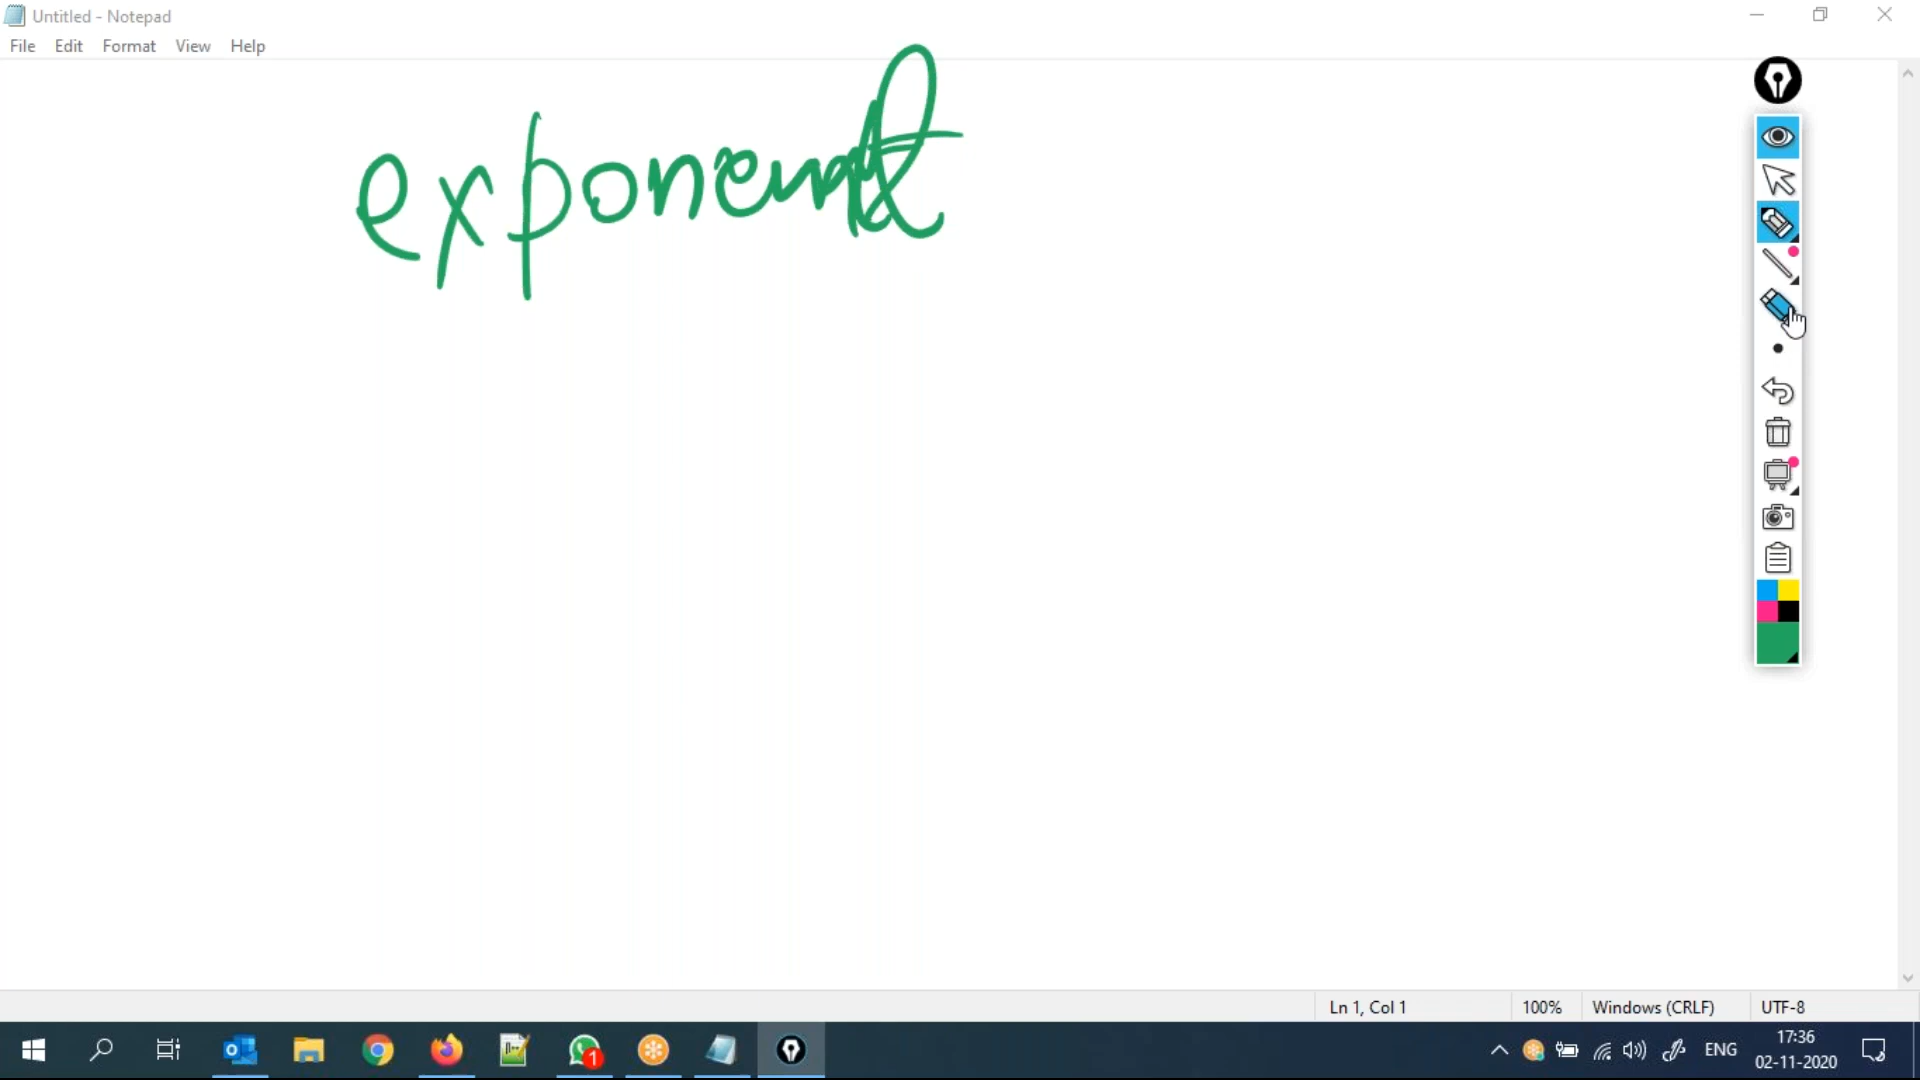 Untitled - Notepad
File Edit Format View Help
exponent
Ln 1, Col 1 100% Windows (CRLF) UTF-8
1
ENG
17:36
02-11-2020